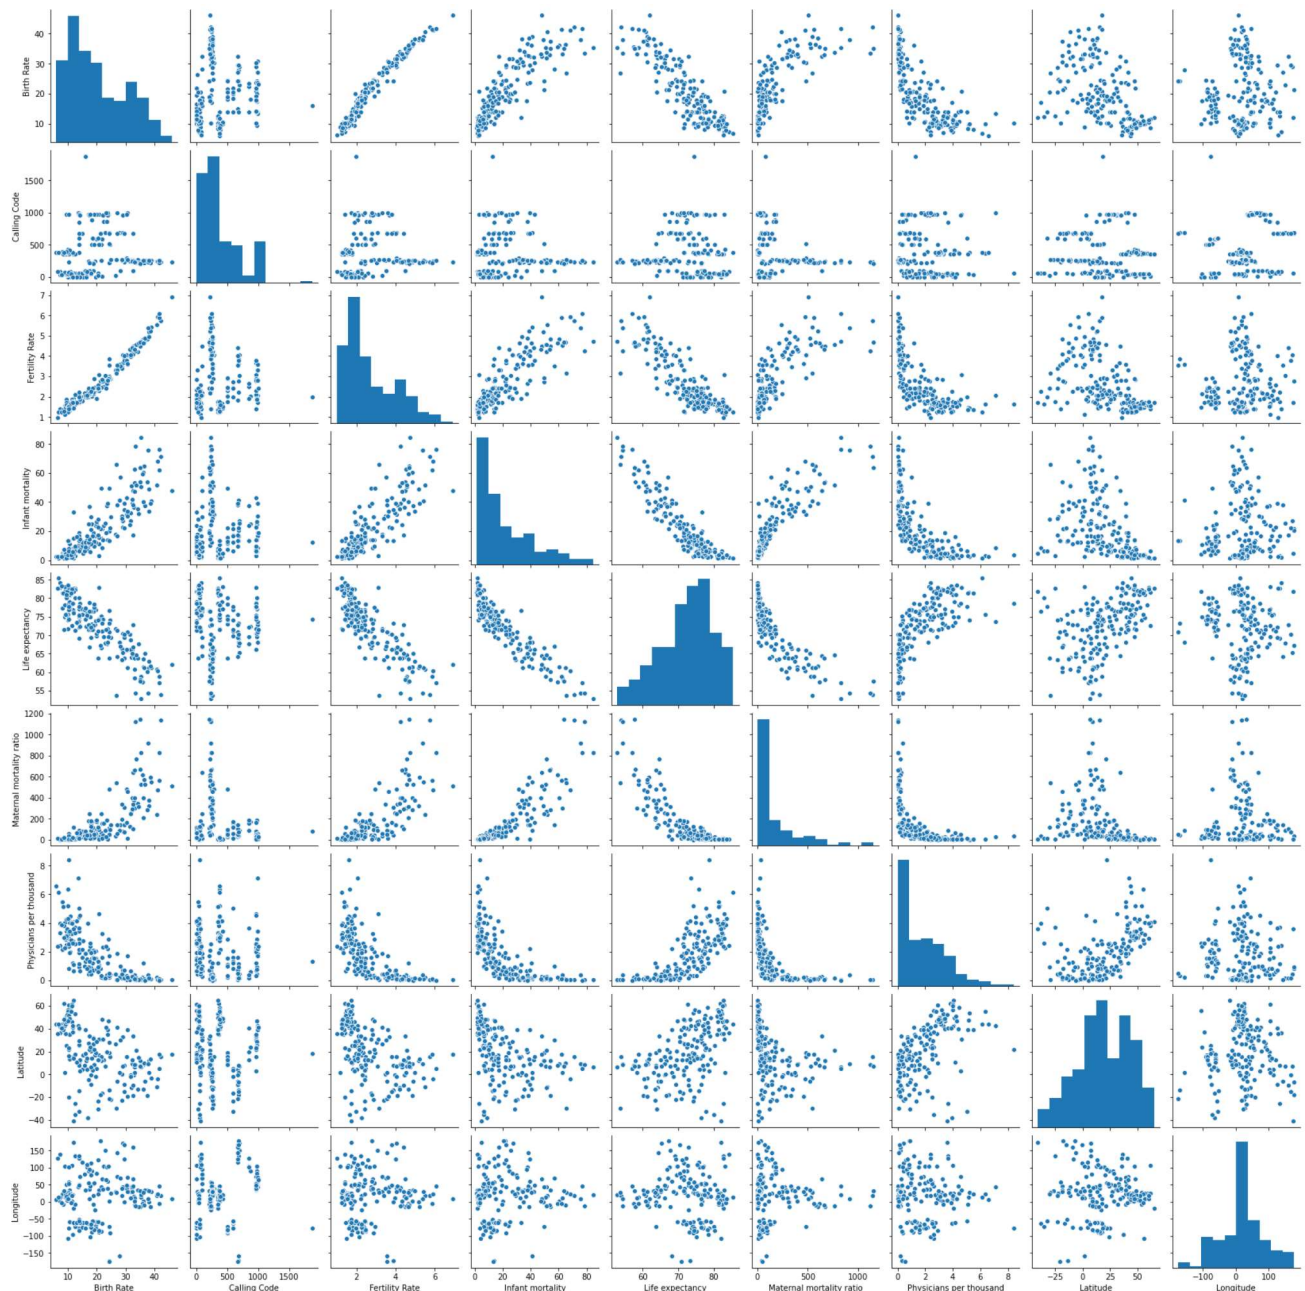 40
30
20
10
Birth Rate
1500
1000
500
0
Calling Code
7
6
5
4
3
2
1
Fertility Rate
80
60
40
20
0
Infant mortality
85
80
75
70
65
60
55
Life expectancy
1200
1000
800
600
400
200
0
Maternal mortality ratio
8
6
4
2
0
Physicians per thousand
60
40
20
0
−20
−40
Latitude
150
100
50
0
−50
−100
−150
Longitude
10 20 30 40
0 500 1000 1500
2 4 6
0 20 40 60 80
60 70 80
0 500 1000
0 2 4 6 8
−25 0 25 50
−100 0 100
Birth Rate Calling Code Fertility Rate Infant mortality Life expectancy Maternal mortality ratio Physicians per thousand Latitude Longitude